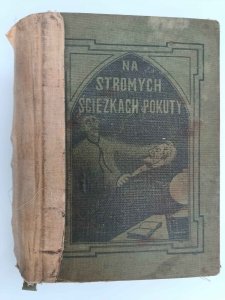 NA
STROMYCH
ŚCIEŻKACH POKUTY